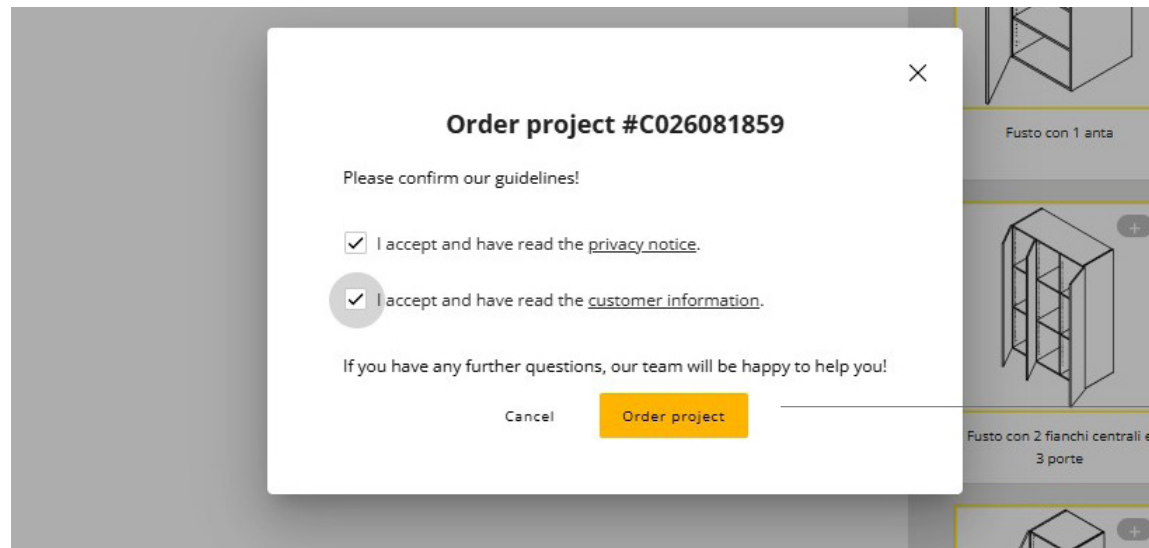 Order project #C026081859
Please confirm our guidelines!
I accept and have read the privacy notice.
I accept and have read the customer information.
If you have any further questions, our team will be happy to help you!
Cancel
Order project
Fusto con 1 anta
Fusto con 2 fianchi centrali e
3 porte